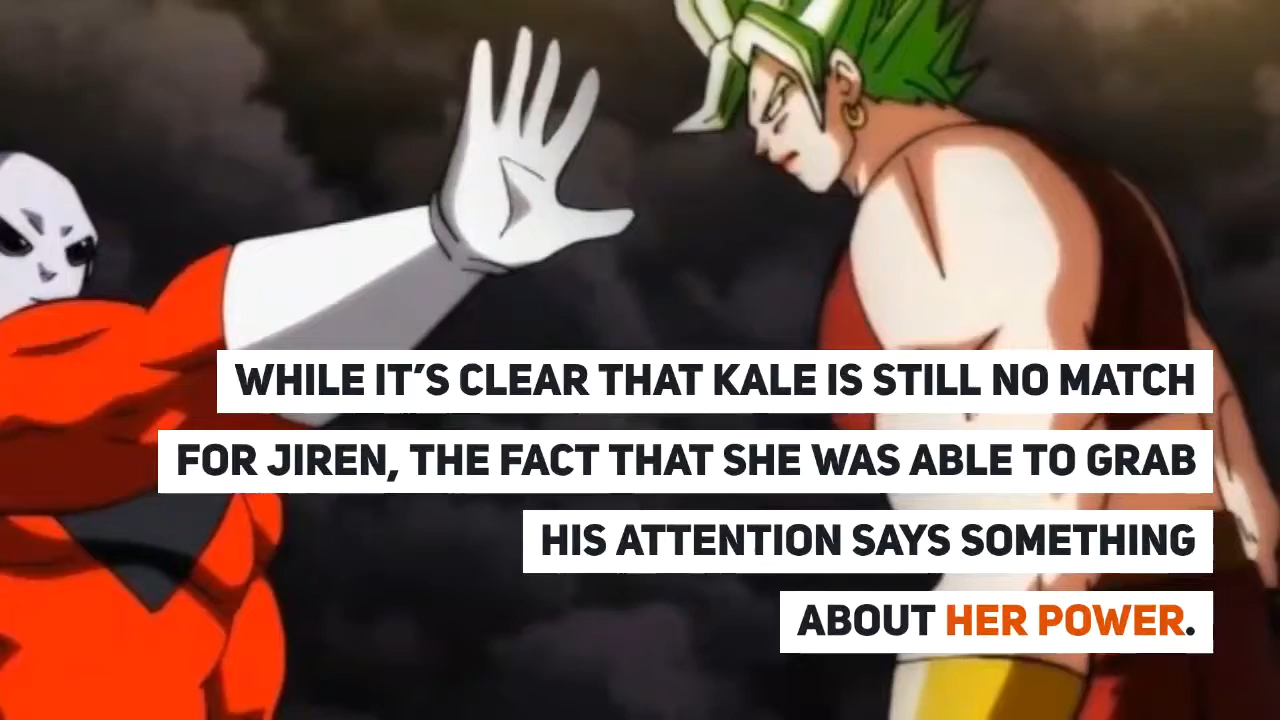 WHILE IT’S CLEAR THAT KALE IS STILL NO MATCH
FOR JIREN, THE FACT THAT SHE WAS ABLE TO GRAB
HIS ATTENTION SAYS SOMETHING
ABOUT HER POWER.